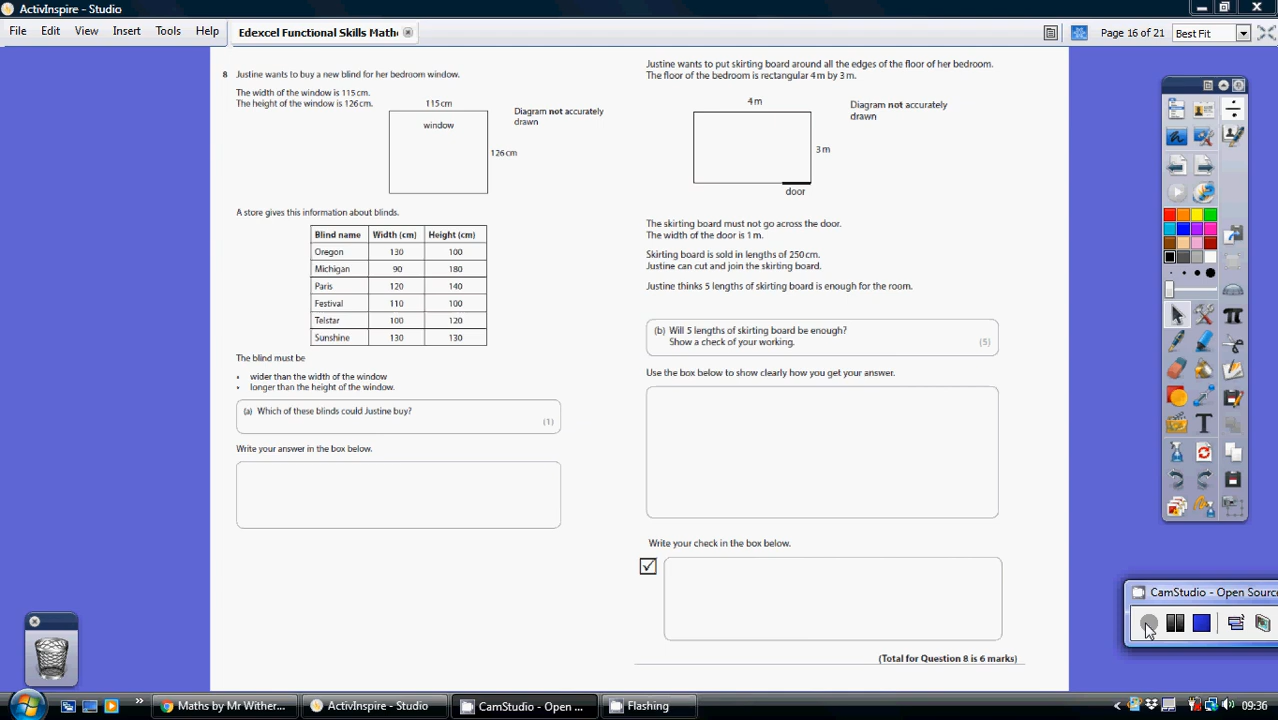 ActivInspire - Studio
File Edit View Insert Tools Help
Edexcel Functional Skills Mathe
Page 16 of 21
Best Fit
8 Justine wants to buy a new blind for her bedroom window.
The width of the window is 115 cm.
The height of the window is 126 cm.
115 cm
window
126 cm
Diagram not accurately
drawn
A store gives this information about blinds.
Blind name Width (cm) Height (cm)
Oregon 130 100
Michigan 90 180
Paris 120 140
Festival 110 100
Telstar 100 120
Sunshine 130 130
The blind must be
• wider than the width of the window
• longer than the height of the window.
(a) Which of these blinds could Justine buy?
(1)
Write your answer in the box below.
Justine wants to put skirting board around all the edges of the floor of her bedroom.
The floor of the bedroom is rectangular 4 m by 3 m.
4 m
3 m
door
Diagram not accurately
drawn
The skirting board must not go across the door.
The width of the door is 1 m.
Skirting board is sold in lengths of 250 cm.
Justine can cut and join the skirting board.
Justine thinks 5 lengths of skirting board is enough for the room.
(b) Will 5 lengths of skirting board be enough?
Show a check of your working.
(5)
Use the box below to show clearly how you get your answer.
Write your check in the box below.
(Total for Question 8 is 6 marks)
CamStudio - Open Source
Maths by Mr Wither...
ActivInspire - Studio
CamStudio - Open ...
Flashing
09:36